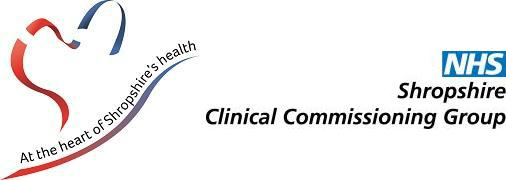 At the heart of Shropshire's health
NHS
Shropshire
Clinical Commissioning Group